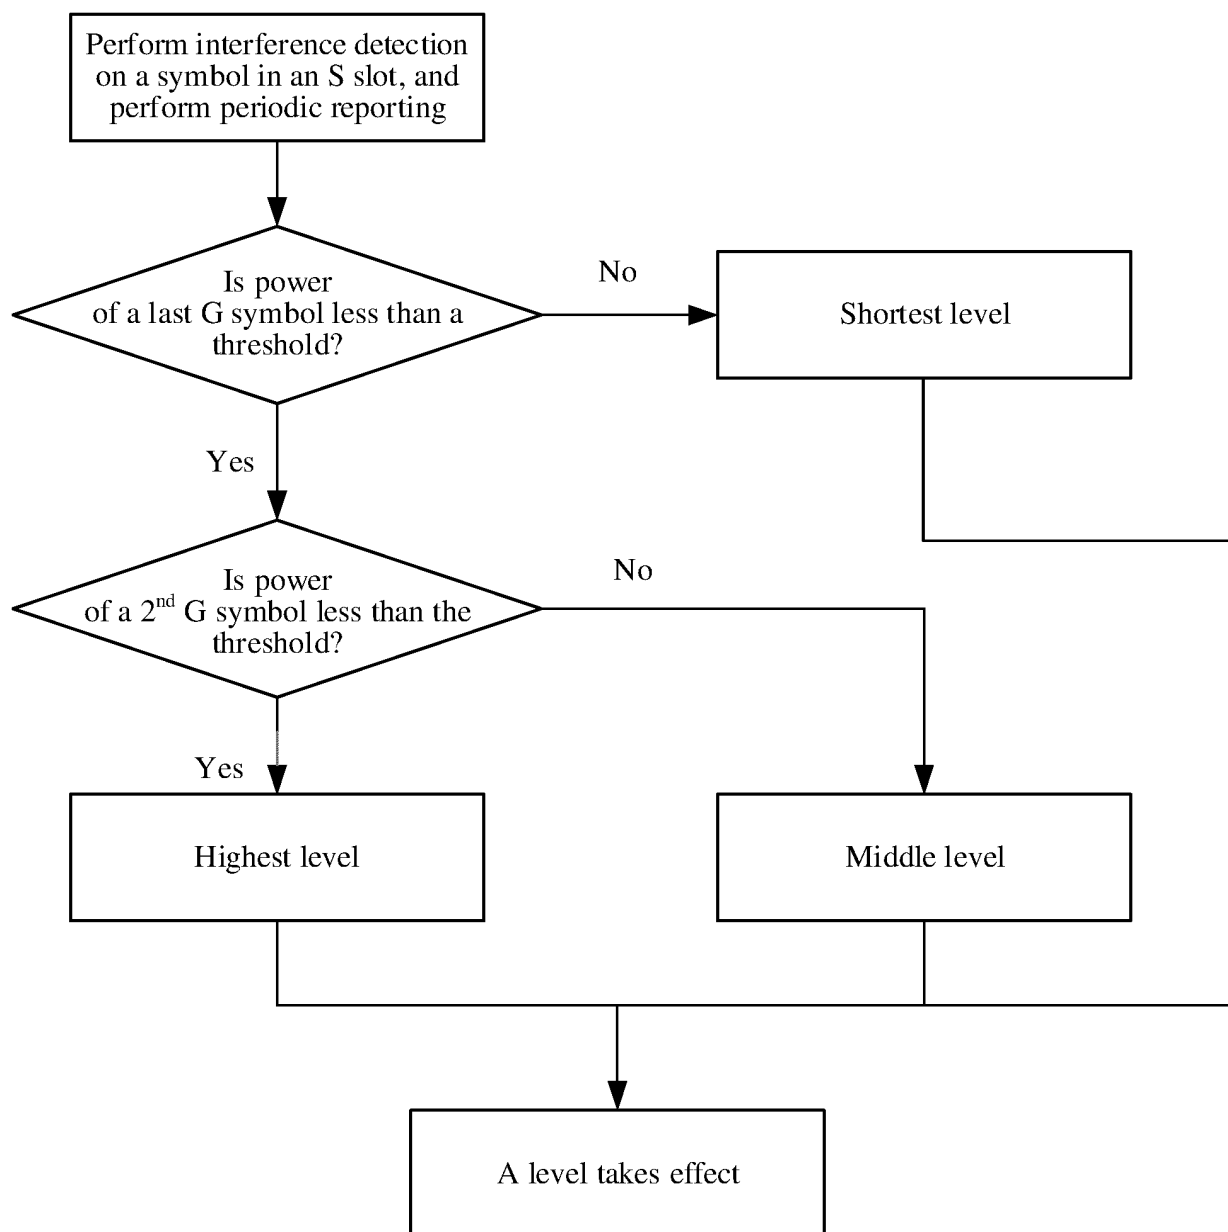 Perform interference detection
on a symbol in an S slot, and
perform periodic reporting
Is power
of a last G symbol less than a
threshold?
No
Shortest level
Yes
Is power
of a 2nd G symbol less than the
threshold?
No
Yes
Highest level
Middle level
A level takes effect